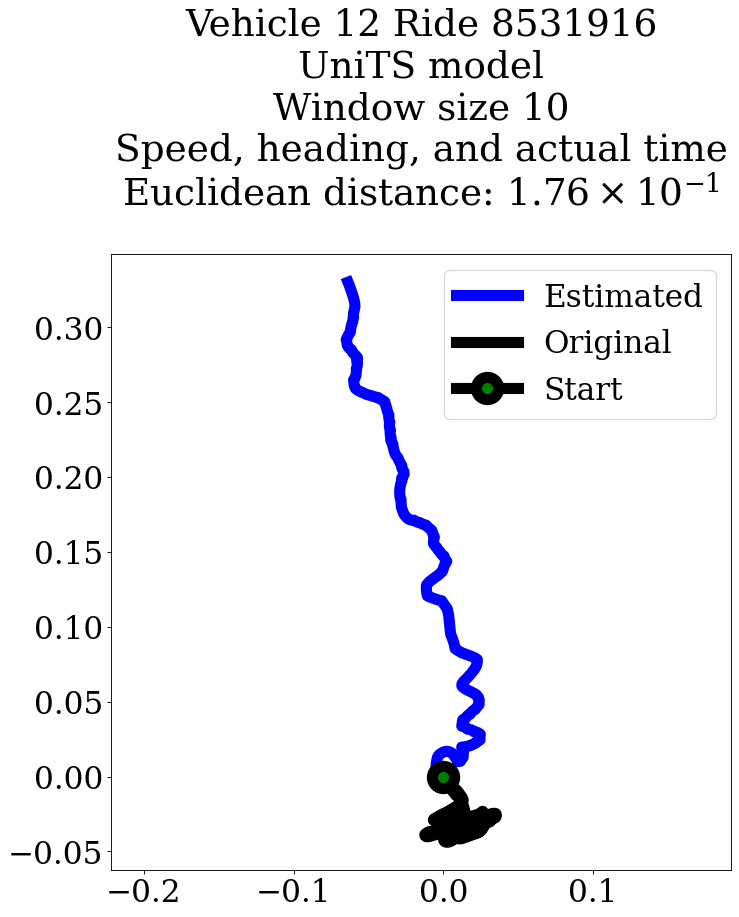 Vehicle 12 Ride 8531916
UniTS model
Window size 10
Speed, heading, and actual time
Euclidean distance: 1.76 × 10⁻¹
Estimated
Original
Start
0.30
0.25
0.20
0.15
0.10
0.05
0.00
−0.05
−0.2
−0.1
0.0
0.1